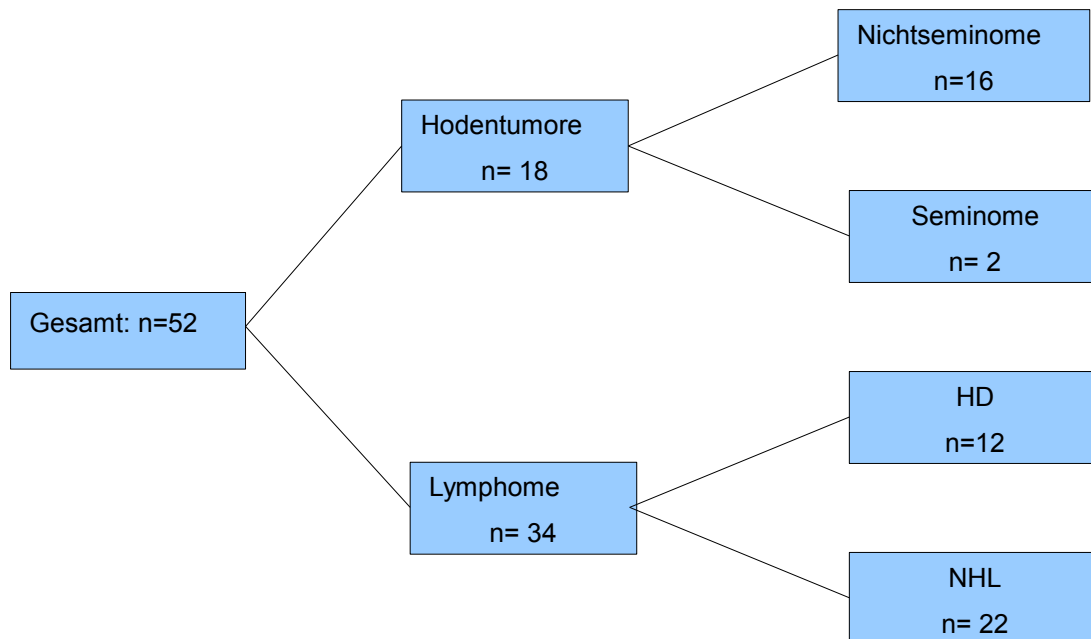 Gesamt: n=52
Hodentumore
n= 18
Nichtseminome
n=16
Seminome
n= 2
Lymphome
n= 34
HD
n=12
NHL
n= 22